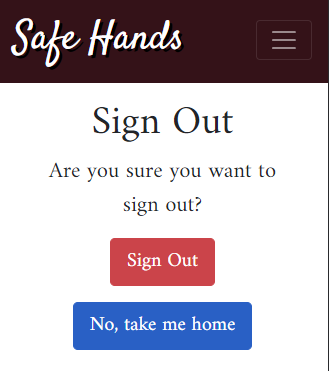 Safe Hands
Sign Out
Are you sure you want to
sign out?
Sign Out
No, take me home